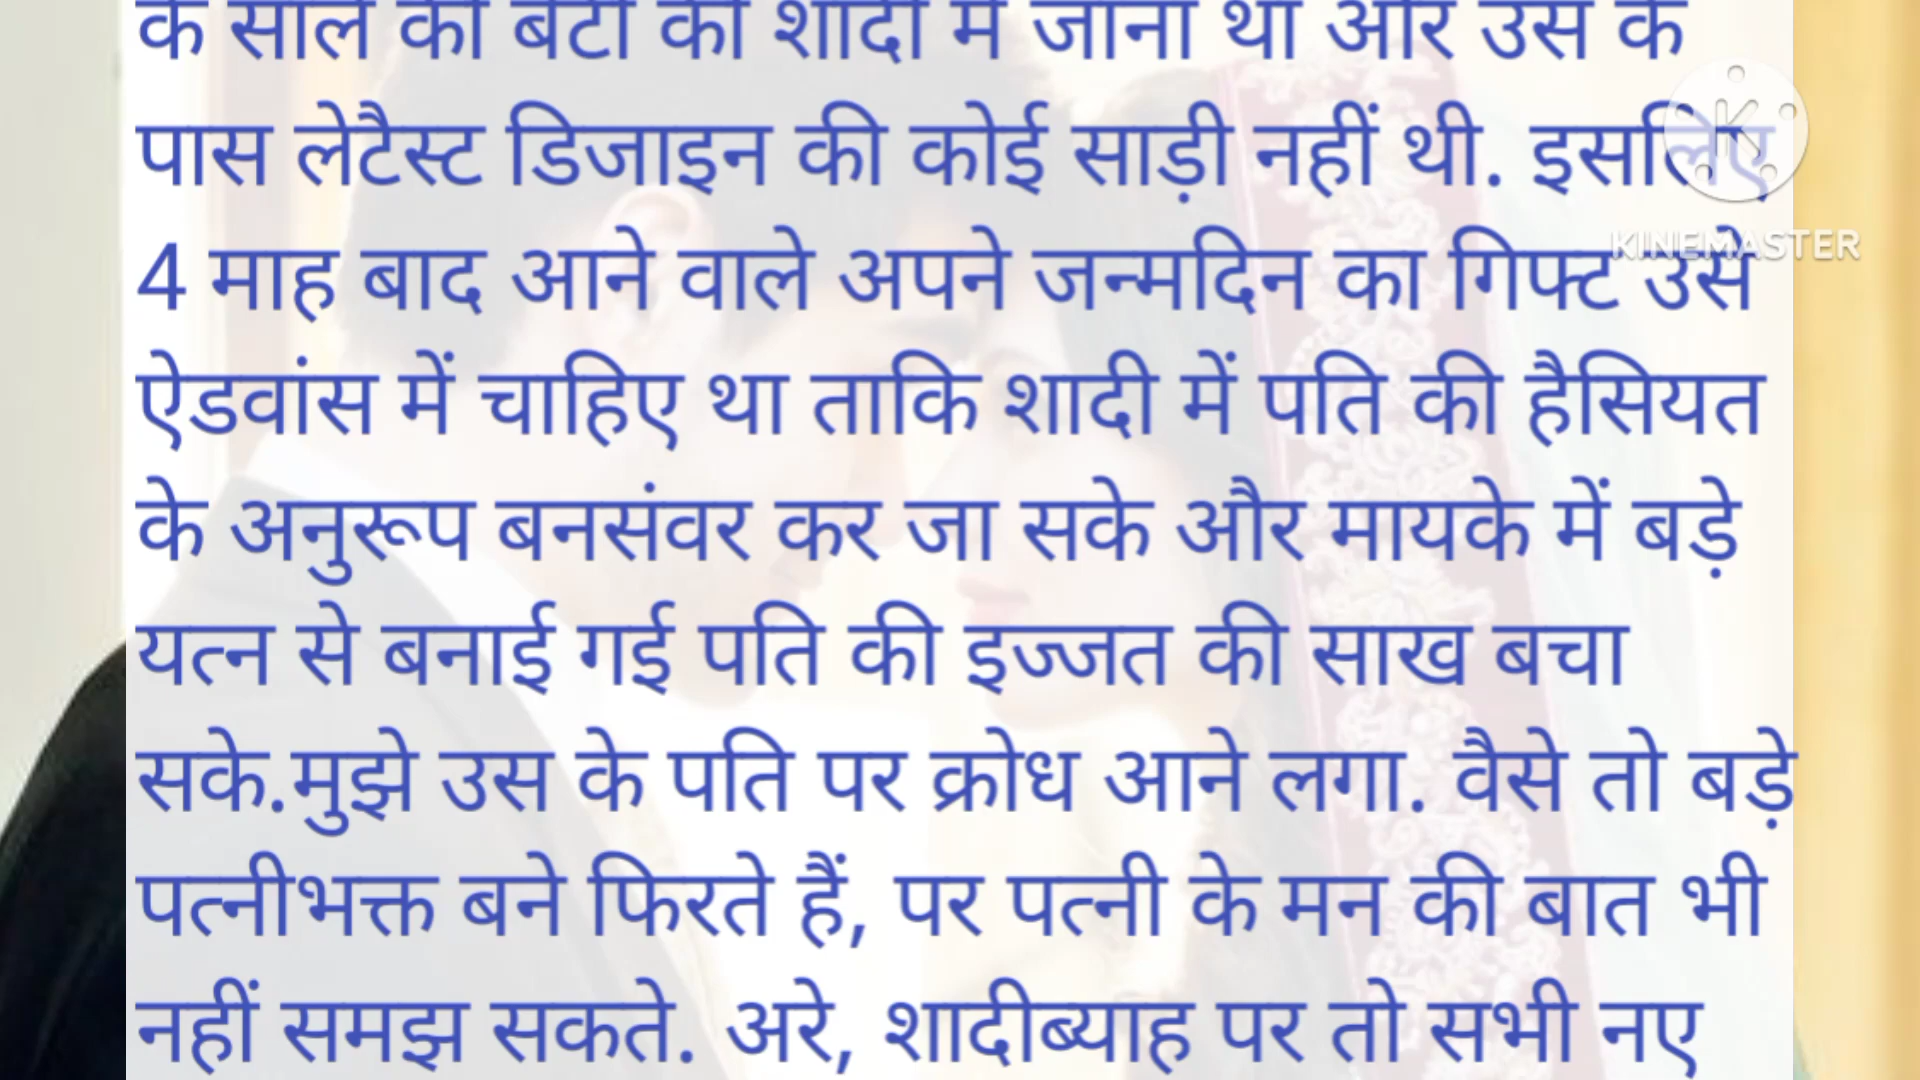 के साले की बेटी की शादी में जाना था और उस के
पास लेटैस्ट डिजाइन की कोई साड़ी नहीं थी. इसलिए
4 माह बाद आने वाले अपने जन्मदिन का गिफ्ट उसे
ऐडवांस में चाहिए था ताकि शादी में पति की हैसियत
के अनुरूप बनसंवर कर जा सके और मायके में बड़े
यत्न से बनाई गई पति की इज्जत की साख बचा
सके.मुझे उस के पति पर क्रोध आने लगा. वैसे तो बड़े
पत्नीभक्त बने फिरते हैं, पर पत्नी के मन की बात भी
नहीं समझ सकते. अरे, शादीब्याह पर तो सभी नए
K
KINEMASTER